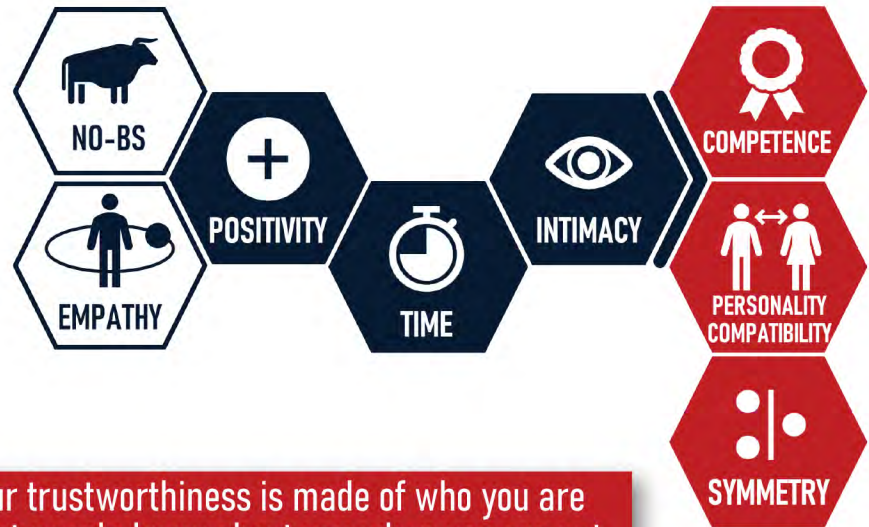 NO-BS
EMPATHY
POSITIVITY
TIME
INTIMACY
COMPETENCE
PERSONALITY
COMPATIBILITY
SYMMETRY
trustworthiness is made of who you are